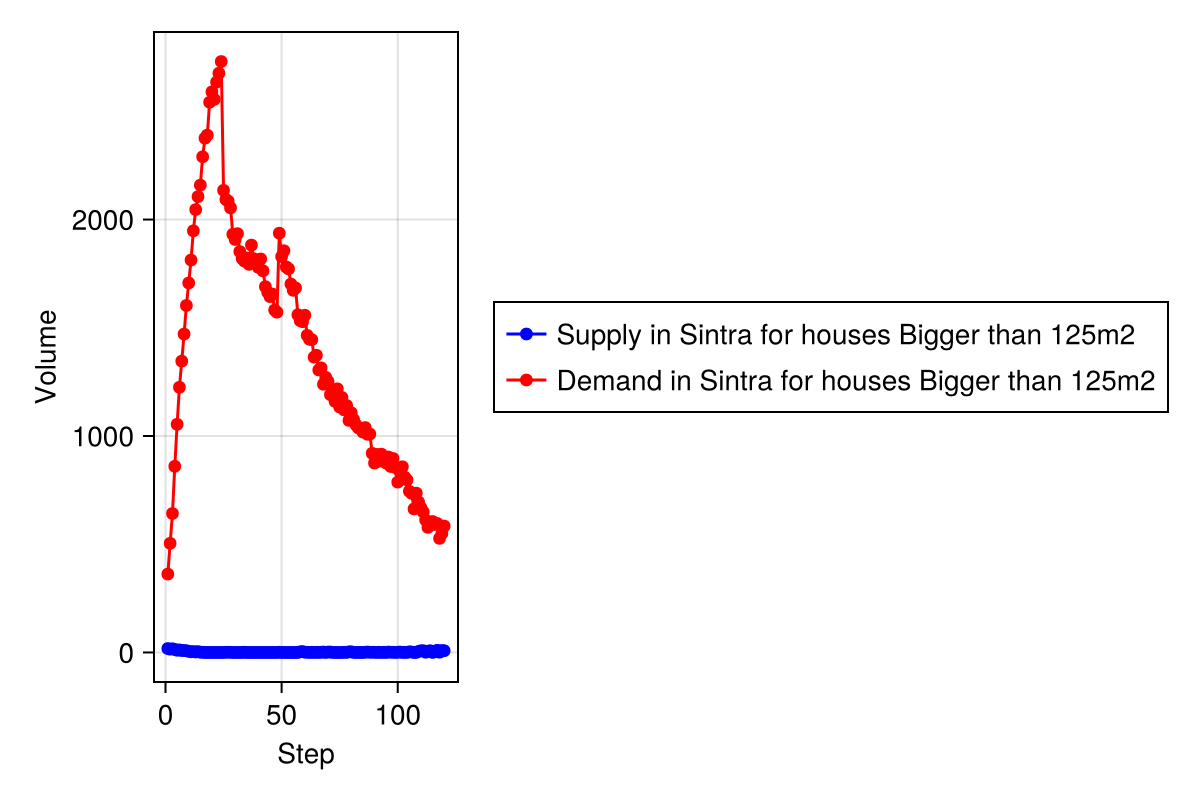 2000
1000
0
0 50 100
Volume
Step
Supply in Sintra for houses Bigger than 125m2
Demand in Sintra for houses Bigger than 125m2